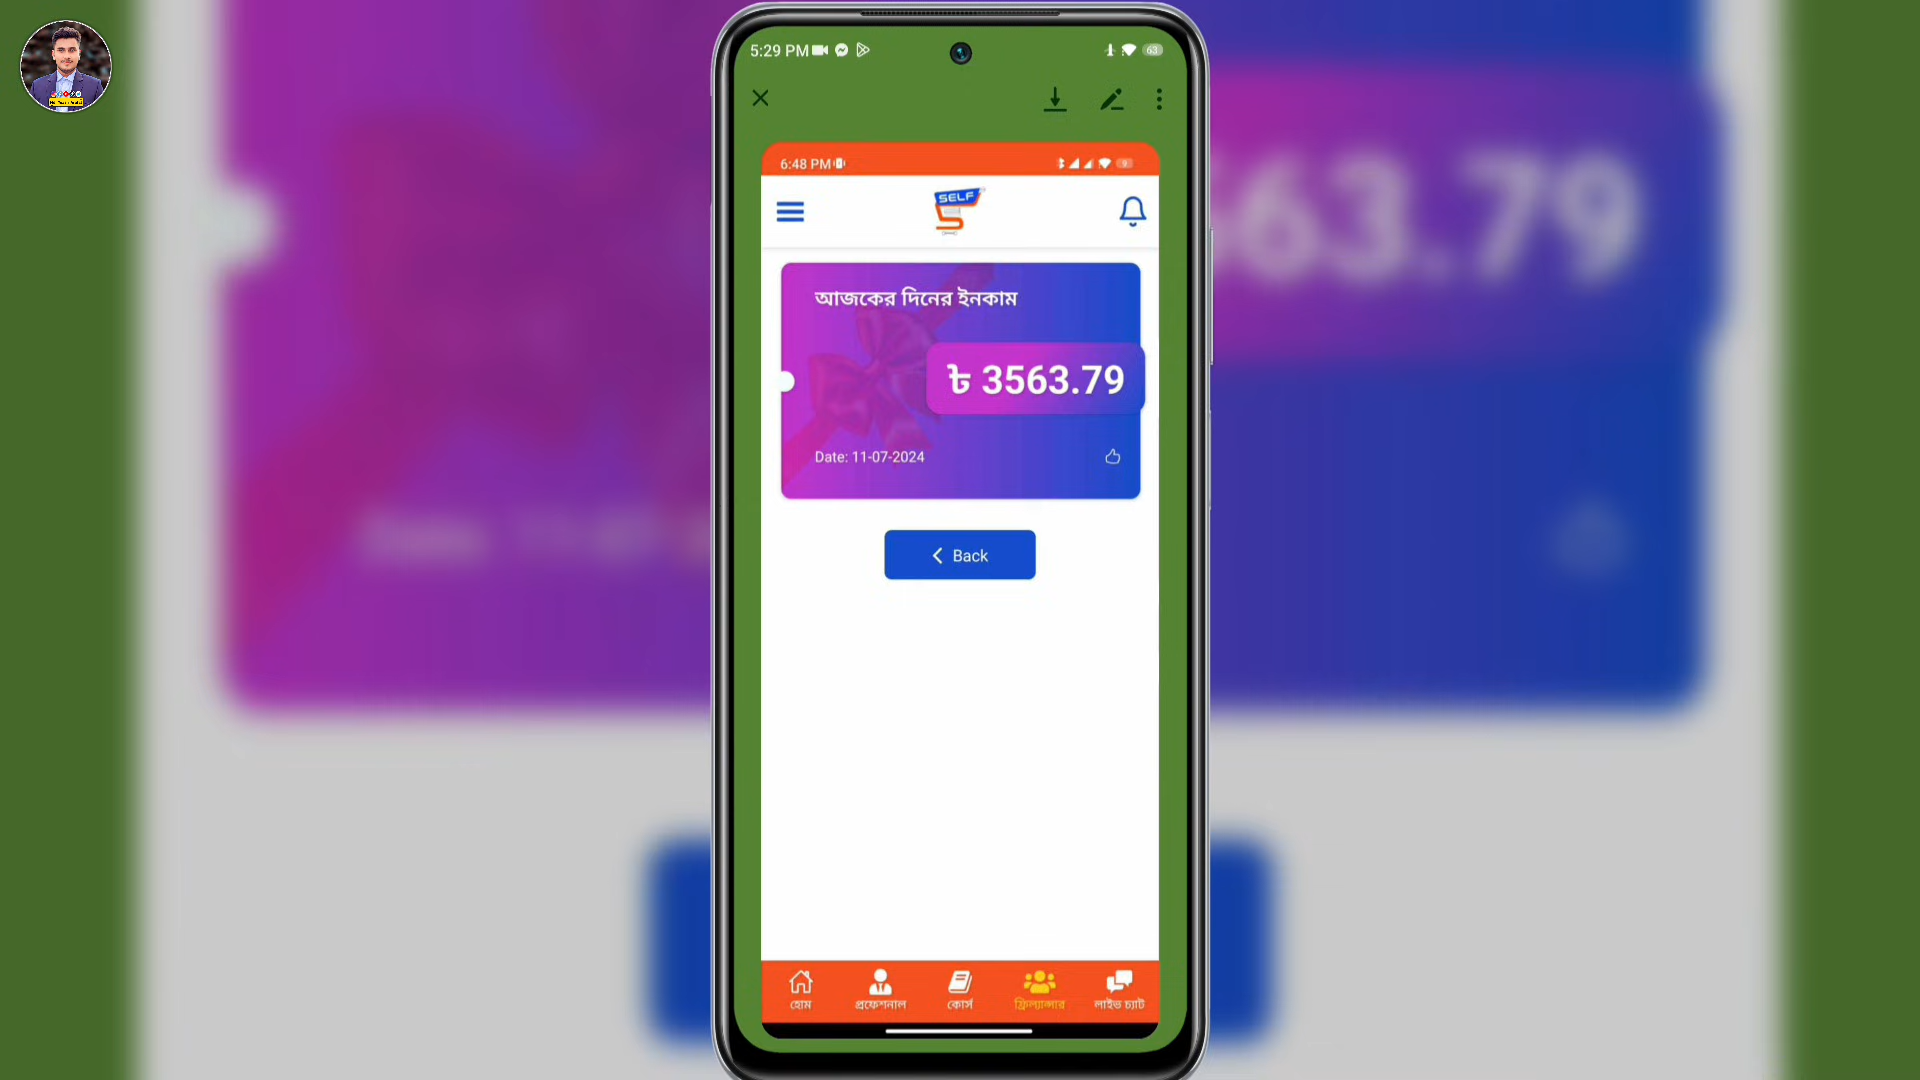 5:29 PM
63
6:48 PM
9
SELF
আজকের দিনের ইনকাম
৳ 3563.79
Date: 11-07-2024
Back
হোম
প্রফেশনাল
কোর্স
ফ্রিল্যান্সার
লাইভ চ্যাট